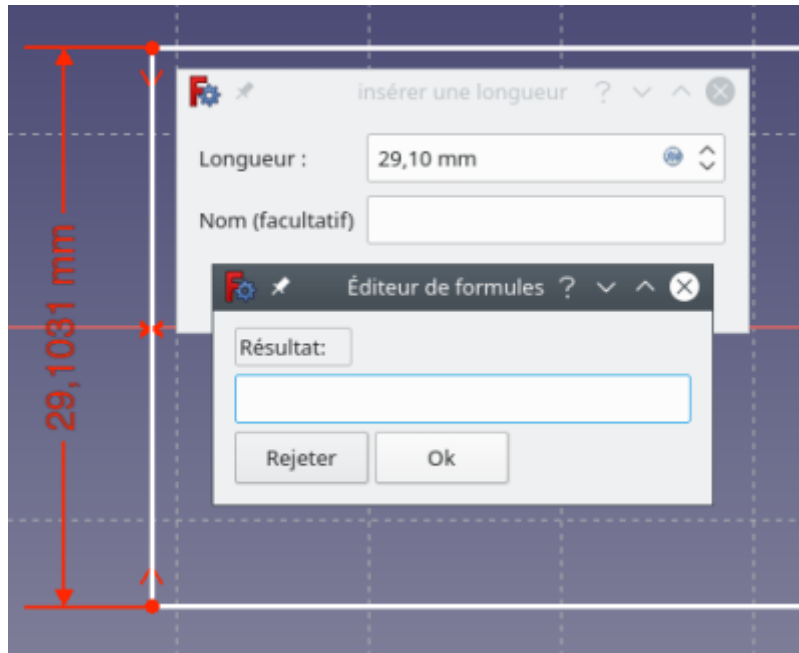 insérer une longueur
Longueur :
29,10 mm
Nom (facultatif)
29,1031 mm
Éditeur de formules
Résultat:
Rejeter
Ok